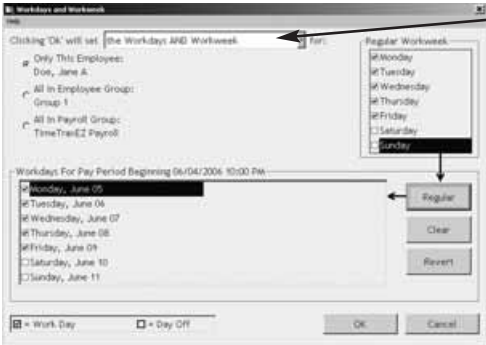 Workdays and Workweek
Help
Clicking 'Ok' will set the Workdays AND Workweek for:
Only This Employee:
Doe, Jane A
All In Employee Group:
Group 1
All In Payroll Group:
TimeTraxEZ Payroll
Regular Workweek
Monday
Tuesday
Wednesday
Thursday
Friday
Saturday
Sunday
Workdays For Pay Period Beginning 06/04/2006 10:00 PM
Monday, June 05
Tuesday, June 06
Wednesday, June 07
Thursday, June 08
Friday, June 09
Saturday, June 10
Sunday, June 11
Regular
Clear
Revert
= Work Day
= Day Off
OK
Cancel